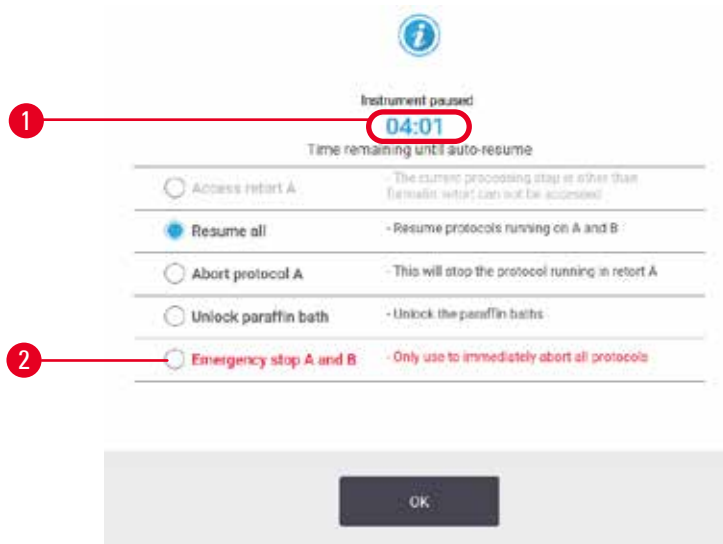 i
Instrument paused
1
04:01
Time remaining until auto-resume
Access retort A
- The current processing step is other than
formalin retort can not be accessed
Resume all
- Resume protocols running on A and B
Abort protocol A
- This will stop the protocol running in retort A
Unlock paraffin bath
- Unlock the paraffin baths
2
Emergency stop A and B
- Only use to immediately abort all protocols
OK